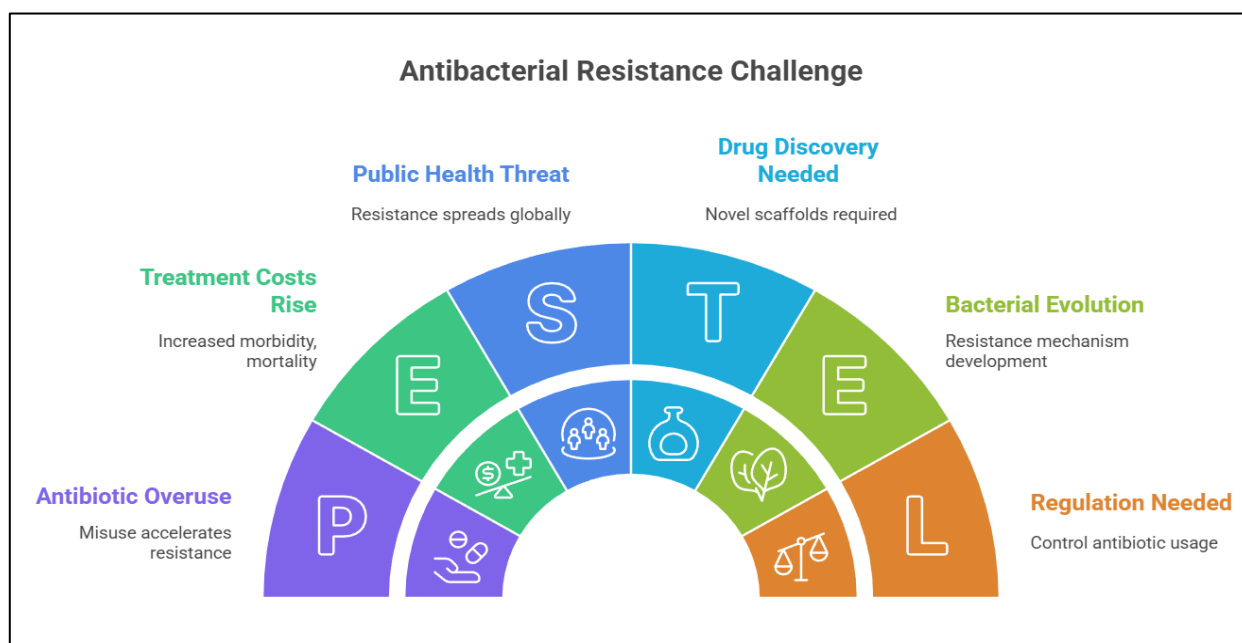 Antibacterial Resistance Challenge
Drug Discovery
Needed
Novel scaffolds required
Public Health Threat
Resistance spreads globally
Treatment Costs
Rise
Increased morbidity,
mortality
Bacterial Evolution
Resistance mechanism
development
Antibiotic Overuse
Misuse accelerates
resistance
Regulation Needed
Control antibiotic usage
P
E
S
T
E
L
$